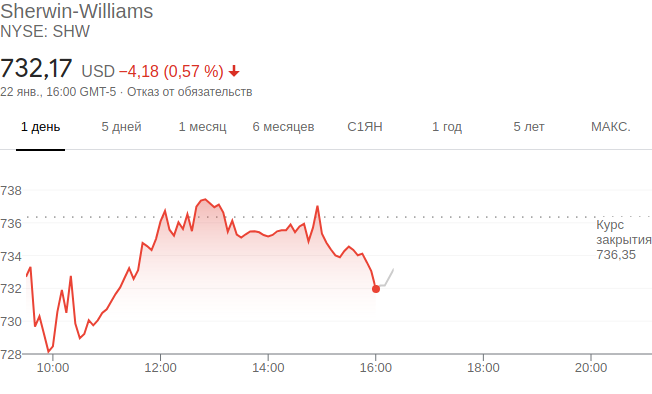 Sherwin-Williams
NYSE: SHW
732,17 USD −4,18 (0,57 %)
22 янв., 16:00 GMT-5 · Отказ от обязательств
1 день 5 дней 1 месяц 6 месяцев С1ЯН 1 год 5 лет МАКС.
738
736
734
732
730
728
Курс
закрытия
736,35
10:00 12:00 14:00 16:00 18:00 20:00